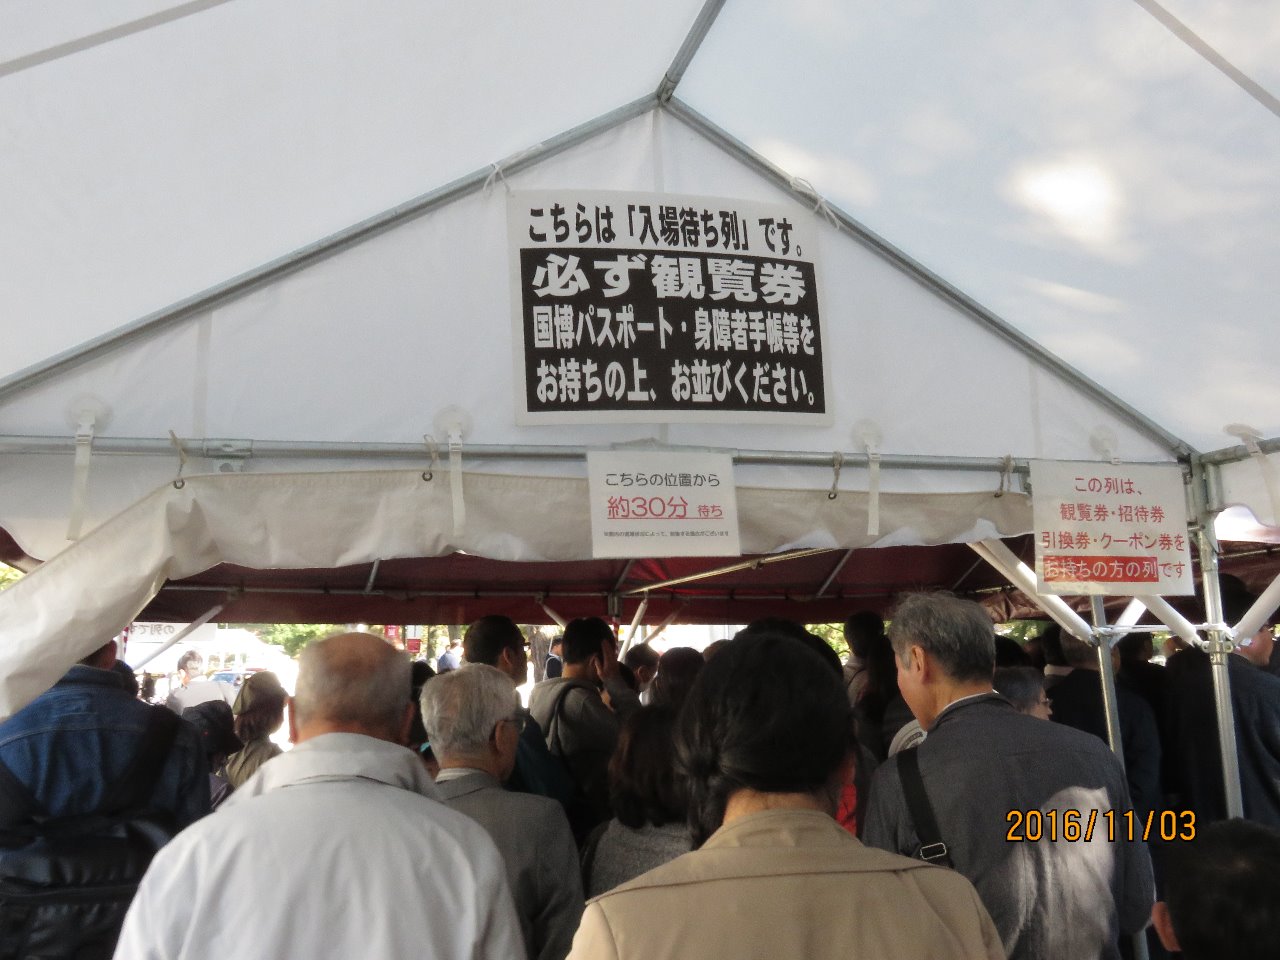 こちらは「入場待ち列」です。
必ず観覧券
国博パスポート・身障者手帳等を
お持ちの上、お並びください。
こちらの位置から
約30分 待ち
この列は、
観覧券・招待券
引換券・クーポン券を
お持ちの方の列です
の列です
2016/11/03